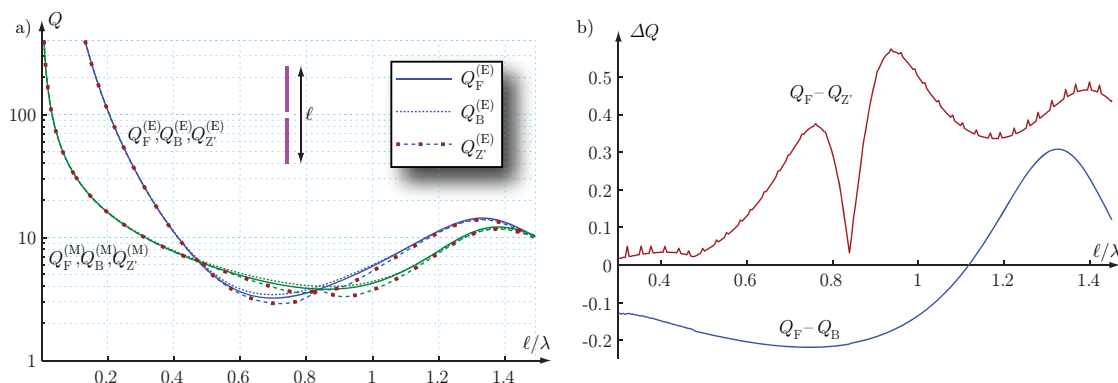 a)
Q
100
10
1
0.2
0.4
0.6
0.8
1
1.2
1.4
ℓ/λ
Q_F^(E),Q_B^(E),Q_Z'^(E)
Q_F^(M),Q_B^(M),Q_Z'^(M)
ℓ
Q_F^(E)
Q_B^(E)
Q_Z'^(E)
b)
ΔQ
0.5
0.4
0.3
0.2
0.1
0
-0.1
-0.2
Q_F−Q_Z'
Q_F−Q_B
0.4
0.6
0.8
1
1.2
1.4
ℓ/λ